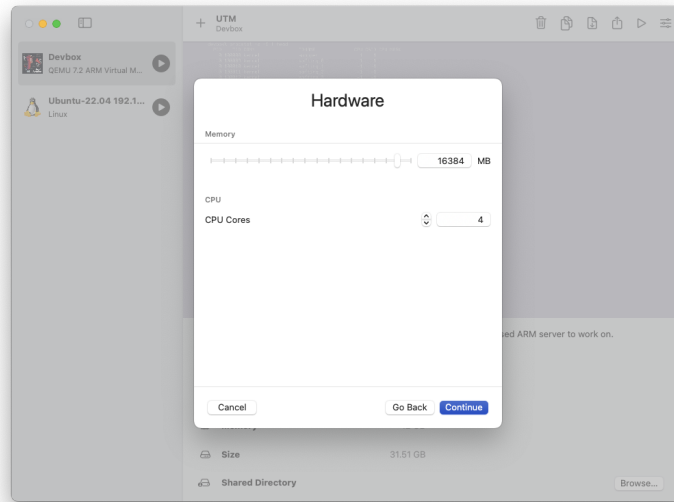 UTM
Devbox
Devbox
QEMU 7.2 ARM Virtual M...
Ubuntu-22.04 192.1...
Linux
Hardware
Memory
16384 MB
CPU
CPU Cores 4
sed ARM server to work on.
Cancel Go Back Continue
Size 31.51 GB
Shared Directory Browse...